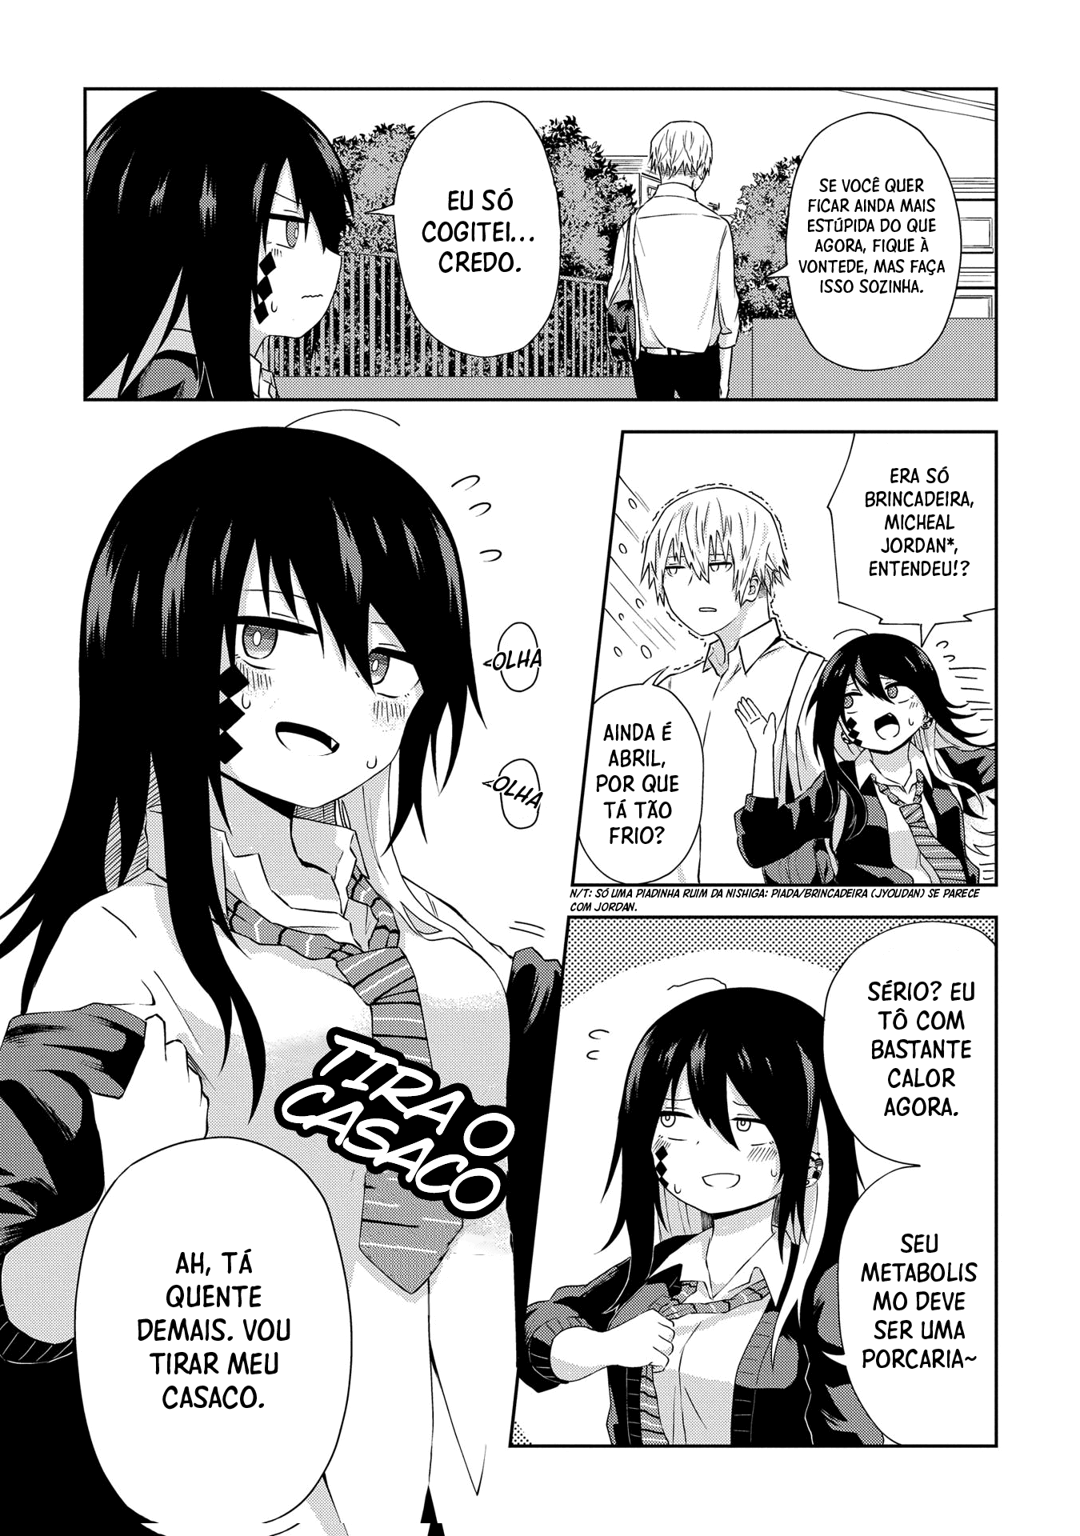 SE VOCÊ QUER
FICAR AINDA MAIS
ESTÚPIDA DO QUE
AGORA, FIQUE À
VONTADE, MAS FAÇA
ISSO SOZINHA.
EU SÓ
COGITEI...
CREDO.
ERA SÓ
BRINCADEIRA,
MICHEAL
JORDAN*,
ENTENDEU!?
AINDA É
ABRIL,
POR QUE
TÁ TÃO
FRIO?
N/T: SÓ UMA PIADINHA RUIM DA NISHIGA: PIADA/BRINCADEIRA (JYOUDAN) SE PARECE
COM JORDAN.
SÉRIO? EU
TÔ COM
BASTANTE
CALOR
AGORA.
SEU
METABOLIS
MO DEVE
SER UMA
PORCARIA~
OLHA
OLHA
TIRA O
CASACO
AH, TÁ
QUENTE
DEMAIS. VOU
TIRAR MEU
CASACO.